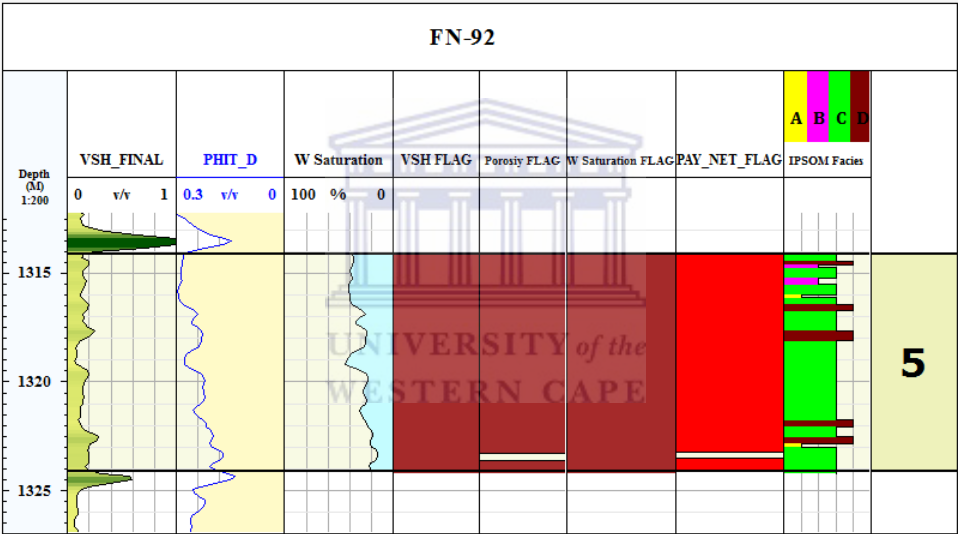 FN-92
A B C D
VSH_FINAL PHIT_D W Saturation VSH FLAG Porosiy FLAG W Saturation FLAG PAY_NET_FLAG IPSOM Facies
Depth
(M)
1:200
0 v/v 1 0.3 v/v 0 100 % 0
1315
UNIVERSITY of the
1320
WESTERN CAPE
5
1325